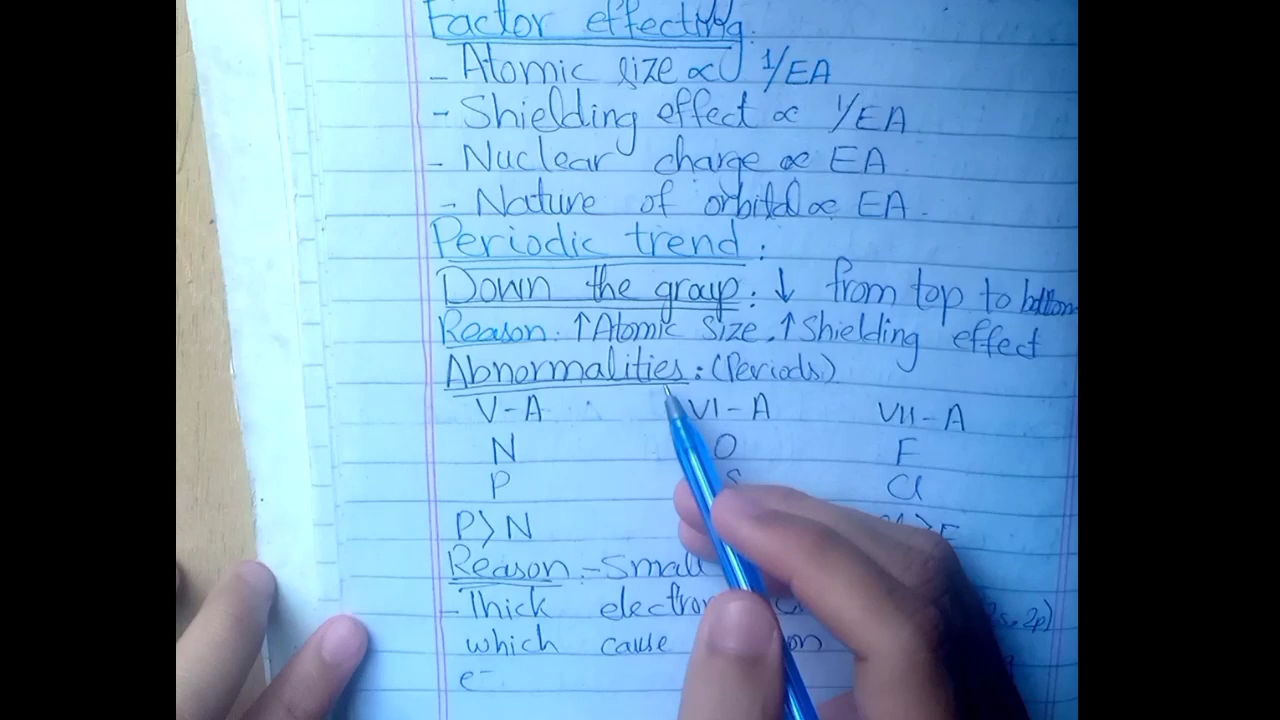 Factor effecting.
- Atomic size ∝ 1/EA
- Shielding effect ∝ 1/EA
- Nuclear charge ∝ EA
- Nature of orbital ∝ EA.
Periodic trend:
Down the group: ↓ from top to bottom
Reason: ↑ Atomic size, ↑ Shielding effect
Abnormalities: (Periods)
V-A VI-A VII-A
N O F
P S Cl
P > N > F
Reason :- Small
- Thick electron 2s, 2p)
which cause
e⁻